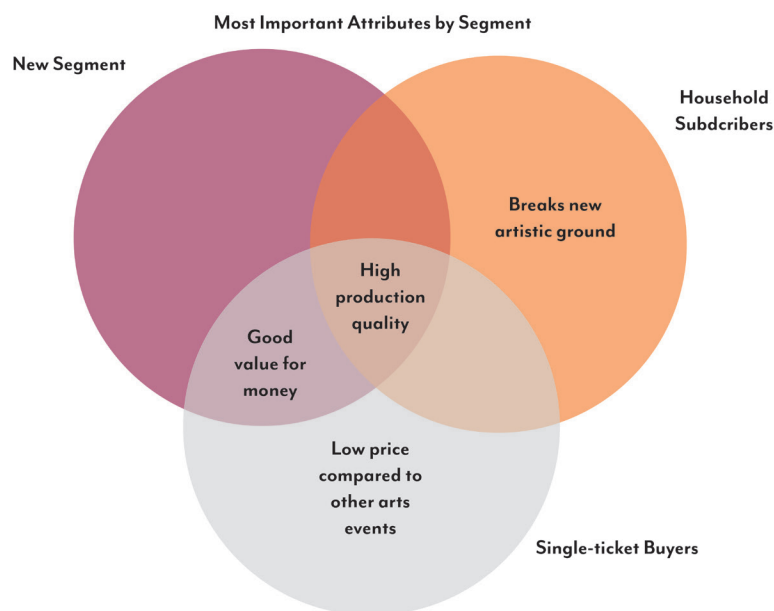 Most Important Attributes by Segment
New Segment
Household
Subdcribers
Breaks new
artistic ground
High
production
quality
Good
value for
money
Low price
compared to
other arts
events
Single-ticket Buyers